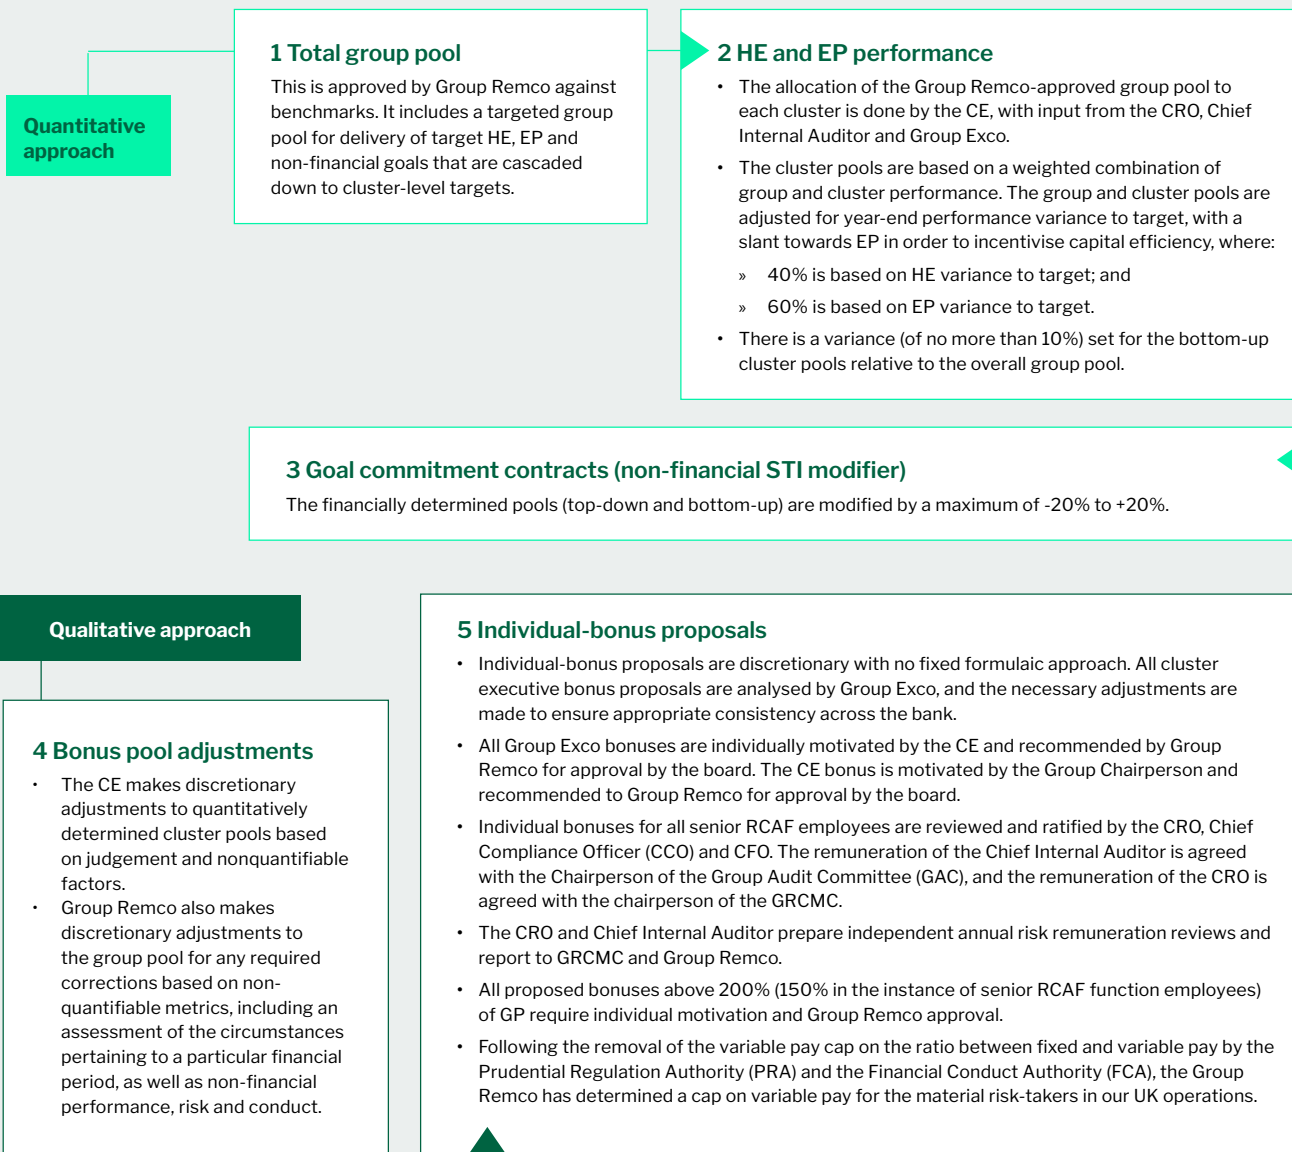 Quantitative
approach
1 Total group pool
This is approved by Group Remco against
benchmarks. It includes a targeted group
pool for delivery of target HE, EP and
non-financial goals that are cascaded
down to cluster-level targets.
2 HE and EP performance
• The allocation of the Group Remco-approved group pool to
each cluster is done by the CE, with input from the CRO, Chief
Internal Auditor and Group Exco.
• The cluster pools are based on a weighted combination of
group and cluster performance. The group and cluster pools are
adjusted for year-end performance variance to target, with a
slant towards EP in order to incentivise capital efficiency, where:
» 40% is based on HE variance to target; and
» 60% is based on EP variance to target.
• There is a variance (of no more than 10%) set for the bottom-up
cluster pools relative to the overall group pool.
3 Goal commitment contracts (non-financial STI modifier)
The financially determined pools (top-down and bottom-up) are modified by a maximum of -20% to +20%.
Qualitative approach
4 Bonus pool adjustments
• The CE makes discretionary
adjustments to quantitatively
determined cluster pools based
on judgement and nonquantifiable
factors.
• Group Remco also makes
discretionary adjustments to
the group pool for any required
corrections based on non-
quantifiable metrics, including an
assessment of the circumstances
pertaining to a particular financial
period, as well as non-financial
performance, risk and conduct.
5 Individual-bonus proposals
• Individual-bonus proposals are discretionary with no fixed formulaic approach. All cluster
executive bonus proposals are analysed by Group Exco, and the necessary adjustments are
made to ensure appropriate consistency across the bank.
• All Group Exco bonuses are individually motivated by the CE and recommended by Group
Remco for approval by the board. The CE bonus is motivated by the Group Chairperson and
recommended to Group Remco for approval by the board.
• Individual bonuses for all senior RCAF employees are reviewed and ratified by the CRO, Chief
Compliance Officer (CCO) and CFO. The remuneration of the Chief Internal Auditor is agreed
with the Chairperson of the Group Audit Committee (GAC), and the remuneration of the CRO is
agreed with the chairperson of the GRCMC.
• The CRO and Chief Internal Auditor prepare independent annual risk remuneration reviews and
report to GRCMC and Group Remco.
• All proposed bonuses above 200% (150% in the instance of senior RCAF function employees)
of GP require individual motivation and Group Remco approval.
• Following the removal of the variable pay cap on the ratio between fixed and variable pay by the
Prudential Regulation Authority (PRA) and the Financial Conduct Authority (FCA), the Group
Remco has determined a cap on variable pay for the material risk-takers in our UK operations.